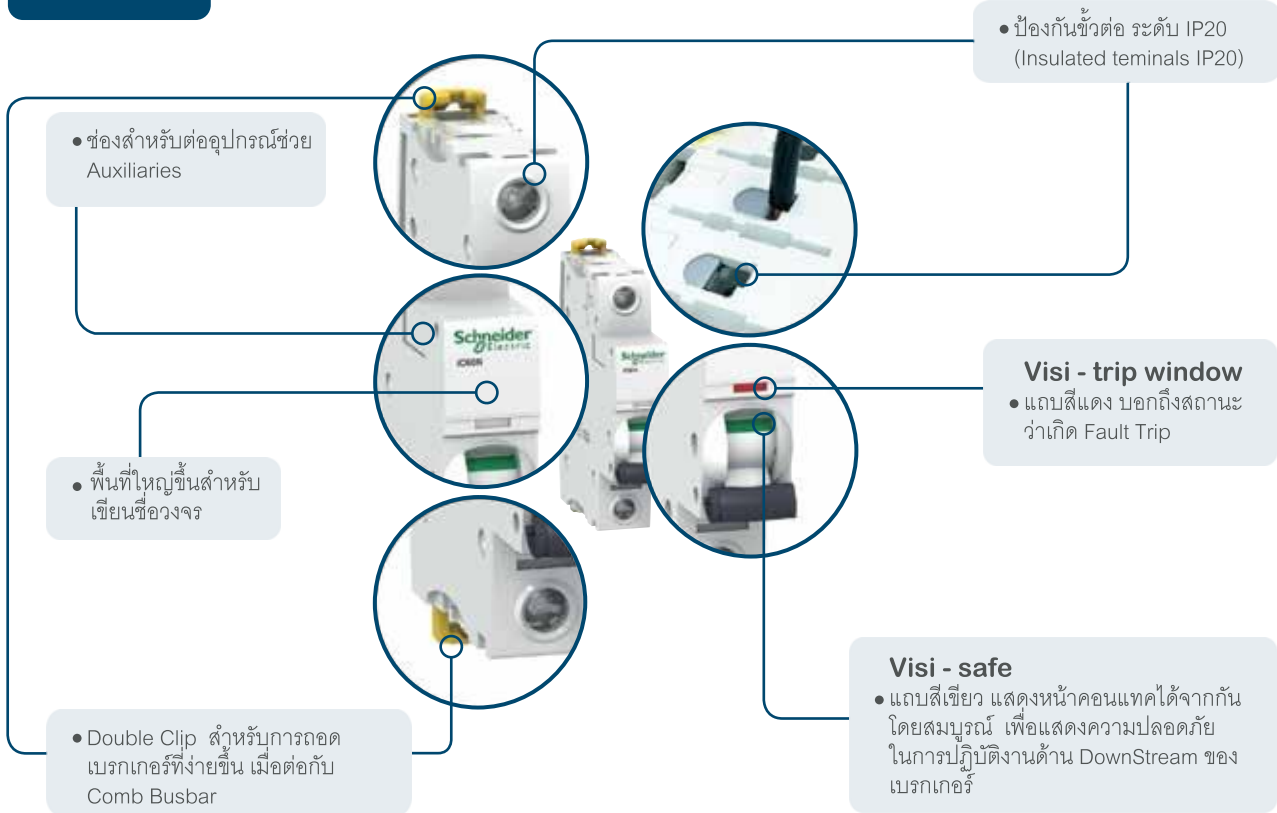 ● ป้องกันขั้วต่อ ระดับ IP20
(Insulated teminals IP20)
● ช่องสำหรับต่ออุปกรณ์ช่วย
Auxiliaries
Schneider
Electric
iC60N
Schneider
Electric
Visi - trip window
● แถบสีแดง บอกถึงสถานะ
ว่าเกิด Fault Trip
● พื้นที่ใหญ่ขึ้นสำหรับ
เขียนชื่อวงจร
Visi - safe
● แถบสีเขียว แสดงหน้าคอนแทคได้จากกัน
โดยสมบูรณ์ เพื่อแสดงความปลอดภัย
ในการปฏิบัติงานด้าน DownStream ของ
เบรกเกอร์
● Double Clip สำหรับการถอด
เบรกเกอร์ที่ง่ายขึ้น เมื่อต่อกับ
Comb Busbar